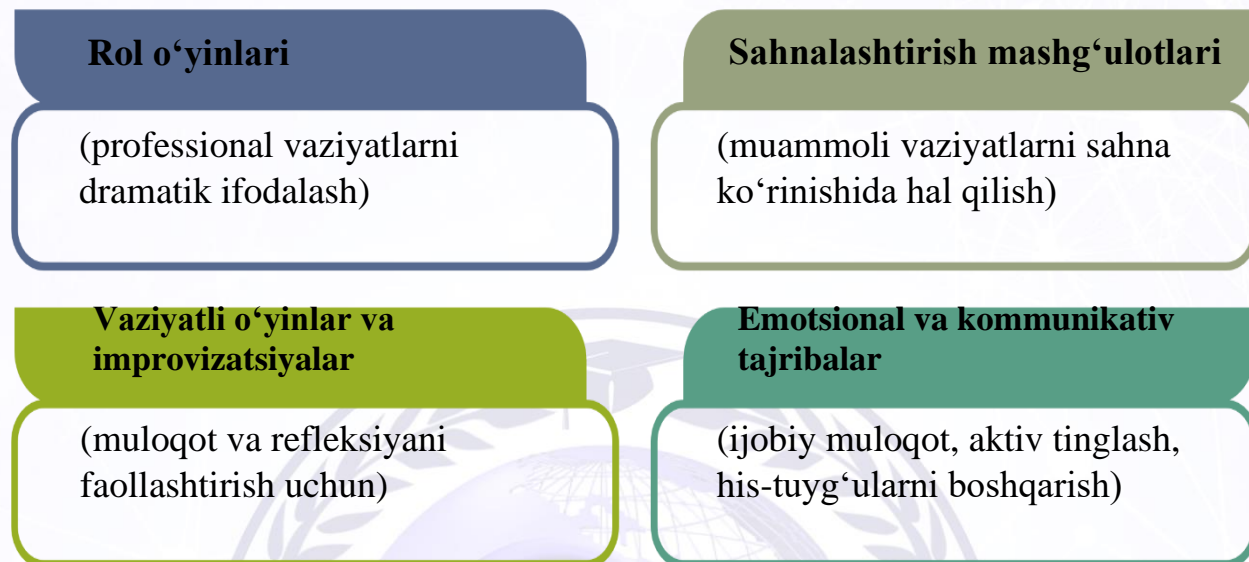 Rol o‘yinlari
(professional vaziyatlarni
dramatik ifodalash)
Sahnalashtirish mashg‘ulotlari
(muammoli vaziyatlarni sahna
ko‘rinishida hal qilish)
Vaziyatli o‘yinlar va
improvizatsiyalar
(muloqot va refleksiyani
faollashtirish uchun)
Emotsional va kommunikativ
tajribalar
(ijobiy muloqot, aktiv tinglash,
his-tuyg‘ularni boshqarish)